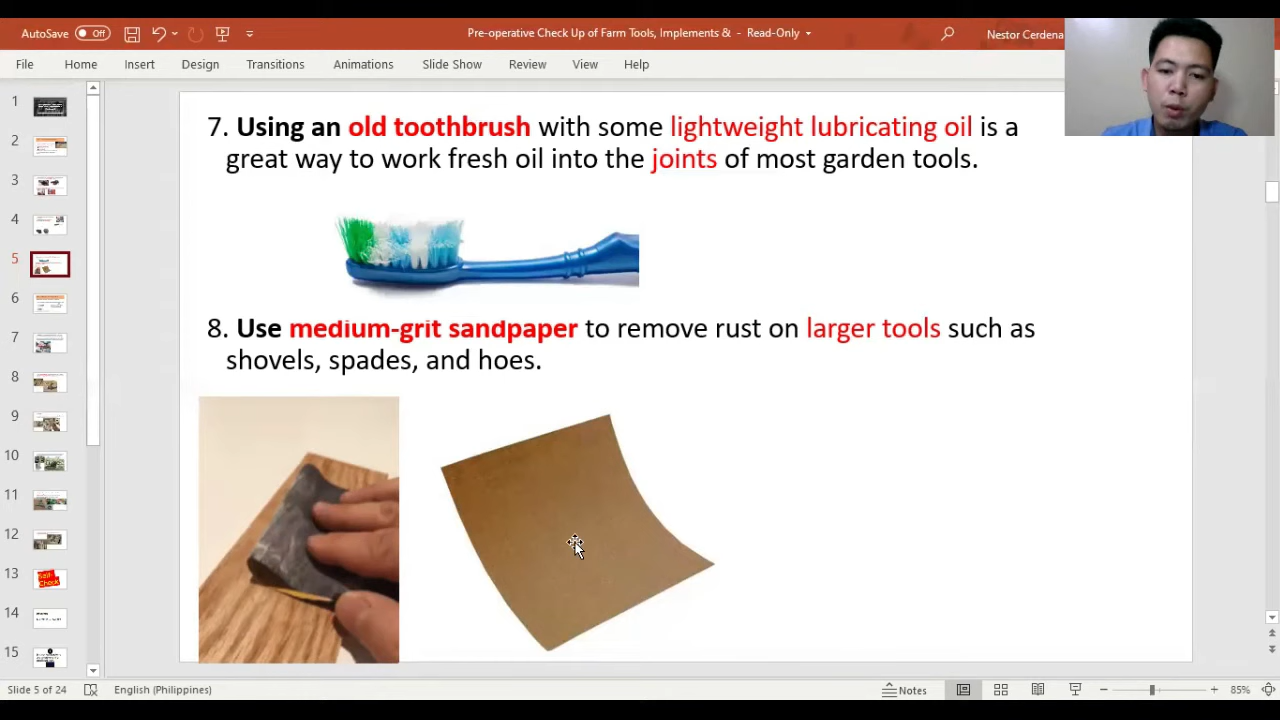 AutoSave Off
Pre-operative Check Up of Farm Tools, Implements & - Read-Only
Nestor Cerdena
File Home Insert Design Transitions Animations Slide Show Review View Help
1
2
3
4
5
6
7
8
9
10
11
12
13
Self-
Check
14
15
7. Using an old toothbrush with some lightweight lubricating oil is a
great way to work fresh oil into the joints of most garden tools.
8. Use medium-grit sandpaper to remove rust on larger tools such as
shovels, spades, and hoes.
Slide 5 of 24 English (Philippines) Notes 85%